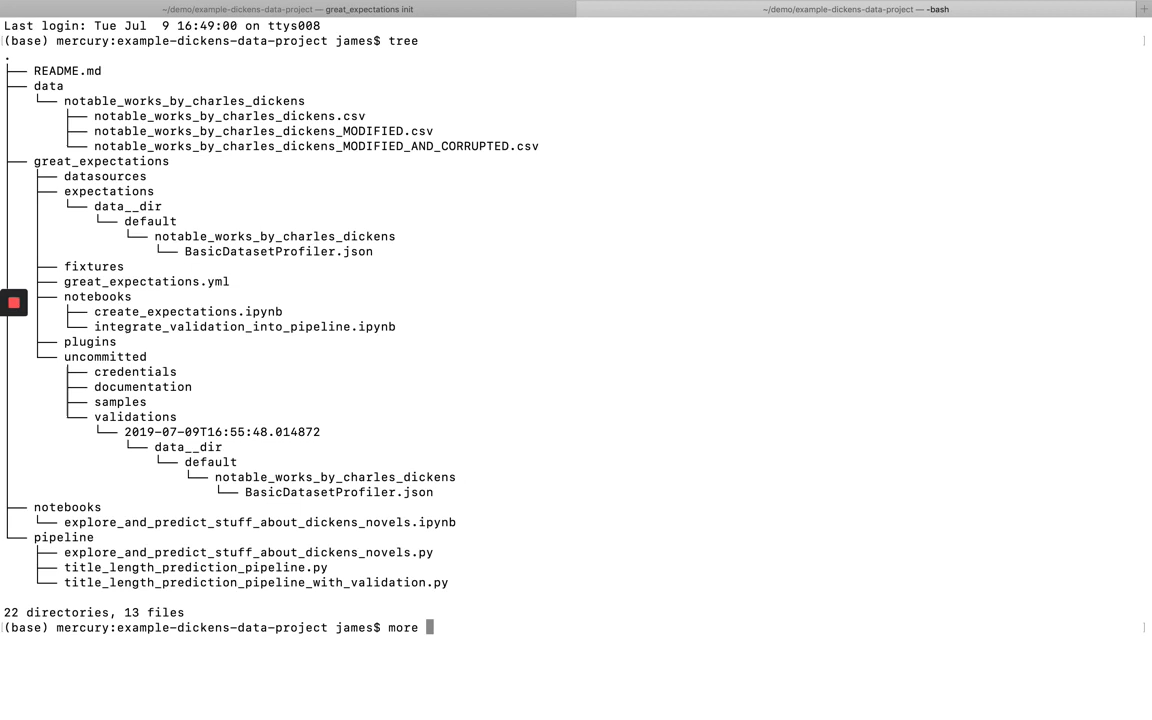 ~/demo/example-dickens-data-project — great_expectations init
~/demo/example-dickens-data-project — -bash
Last login: Tue Jul  9 16:49:00 on ttys008
(base) mercury:example-dickens-data-project james$ tree
.
├── README.md
├── data
│   └── notable_works_by_charles_dickens
│       ├── notable_works_by_charles_dickens.csv
│       ├── notable_works_by_charles_dickens_MODIFIED.csv
│       └── notable_works_by_charles_dickens_MODIFIED_AND_CORRUPTED.csv
├── great_expectations
│   ├── datasources
│   ├── expectations
│   │   └── data__dir
│   │       └── default
│   │           └── notable_works_by_charles_dickens
│   │               └── BasicDatasetProfiler.json
│   ├── fixtures
│   ├── great_expectations.yml
│   ├── notebooks
│   │   ├── create_expectations.ipynb
│   │   └── integrate_validation_into_pipeline.ipynb
│   ├── plugins
│   └── uncommitted
│       ├── credentials
│       ├── documentation
│       ├── samples
│       └── validations
│           └── 2019-07-09T16:55:48.014872
│               └── data__dir
│                   └── default
│                       └── notable_works_by_charles_dickens
│                           └── BasicDatasetProfiler.json
├── notebooks
│   └── explore_and_predict_stuff_about_dickens_novels.ipynb
└── pipeline
    ├── explore_and_predict_stuff_about_dickens_novels.py
    ├── title_length_prediction_pipeline.py
    └── title_length_prediction_pipeline_with_validation.py
22 directories, 13 files
(base) mercury:example-dickens-data-project james$ more